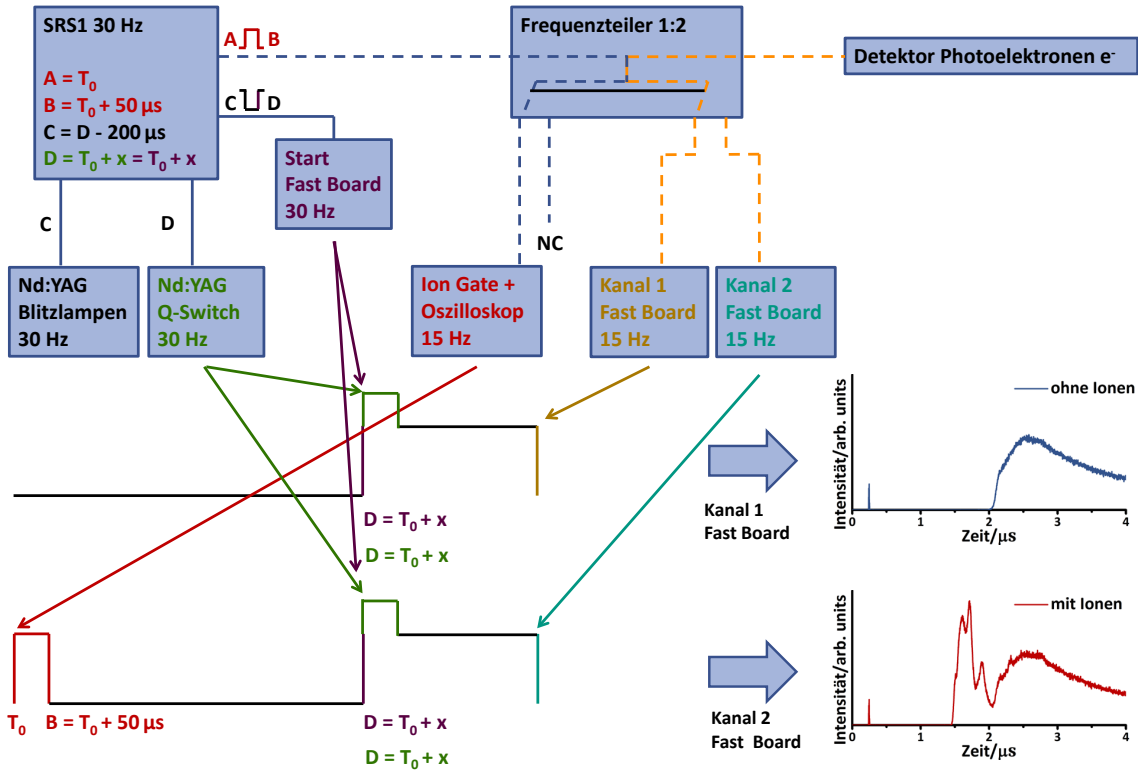 SRS1 30 Hz
A = T0
B = T0 + 50 µs
C = D - 200 µs
D = T0 + x = T0 + x
A B
C D
Frequenzteiler 1:2
Detektor Photoelektronen e-
Start
Fast Board
30 Hz
C
D
NC
Nd:YAG
Blitzlampen
30 Hz
Nd:YAG
Q-Switch
30 Hz
Ion Gate +
Oszilloskop
15 Hz
Kanal 1
Fast Board
15 Hz
Kanal 2
Fast Board
15 Hz
D = T0 + x
D = T0 + x
Kanal 1
Fast Board
Intensität/arb. units
ohne Ionen
0 1 2 3 4
Zeit/µs
T0 B = T0 + 50 µs
D = T0 + x
D = T0 + x
Kanal 2
Fast Board
Intensität/arb. units
mit Ionen
0 1 2 3 4
Zeit/µs